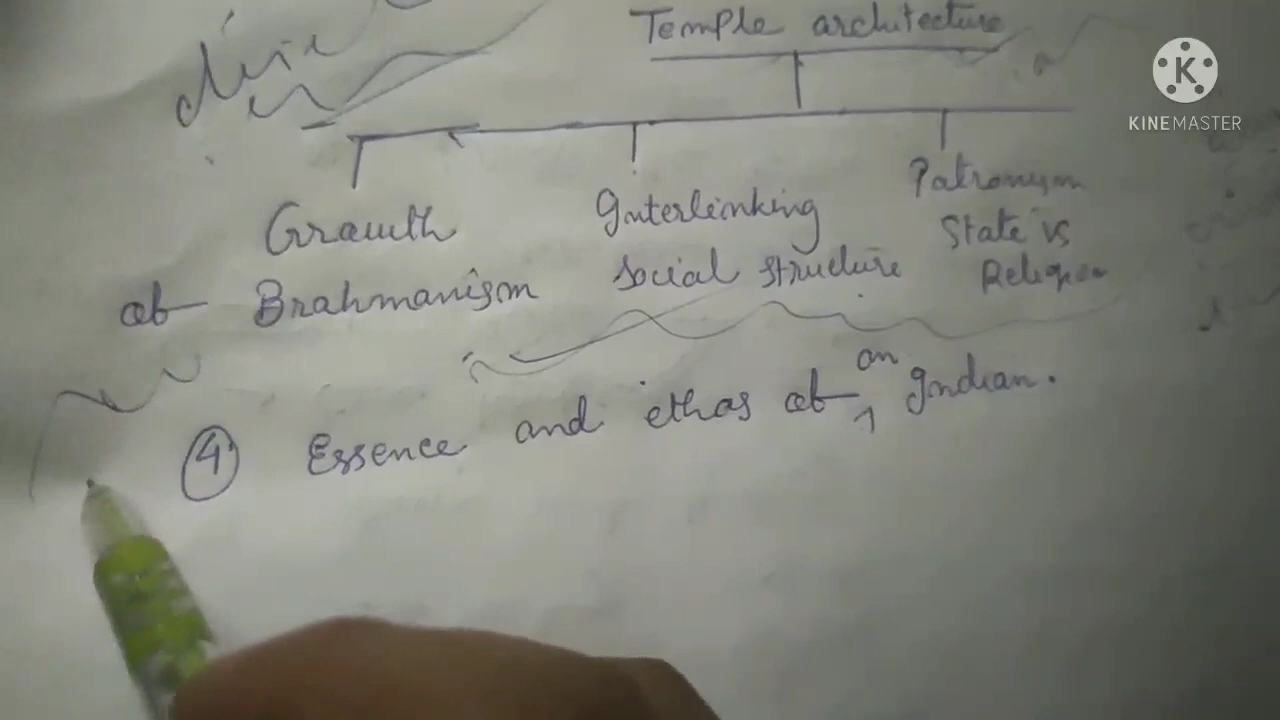 Temple architecture
KINEMASTER
Growth
of Brahmanism
Interlinking
social structure
Patronism
State vs
Religion
4 Essence and ethos of an Indian.